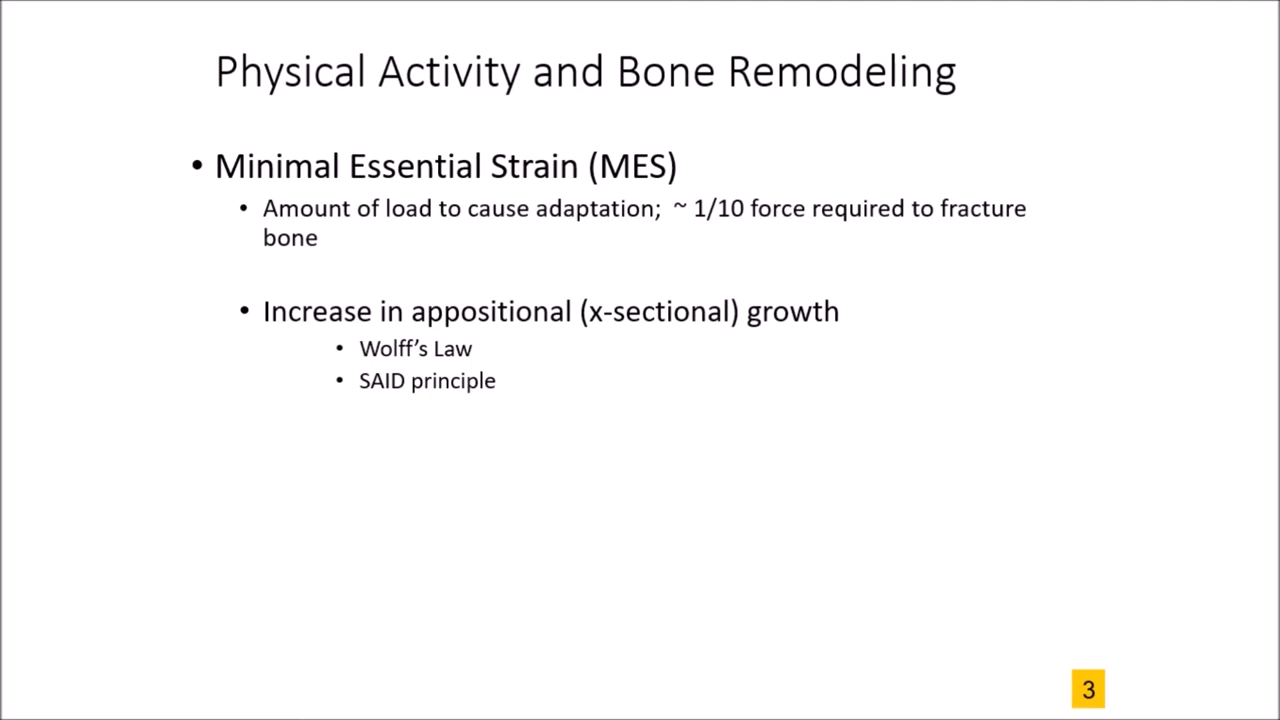 Physical Activity and Bone Remodeling
• Minimal Essential Strain (MES)
• Amount of load to cause adaptation; ~ 1/10 force required to fracture
bone
• Increase in appositional (x-sectional) growth
• Wolff’s Law
• SAID principle
3